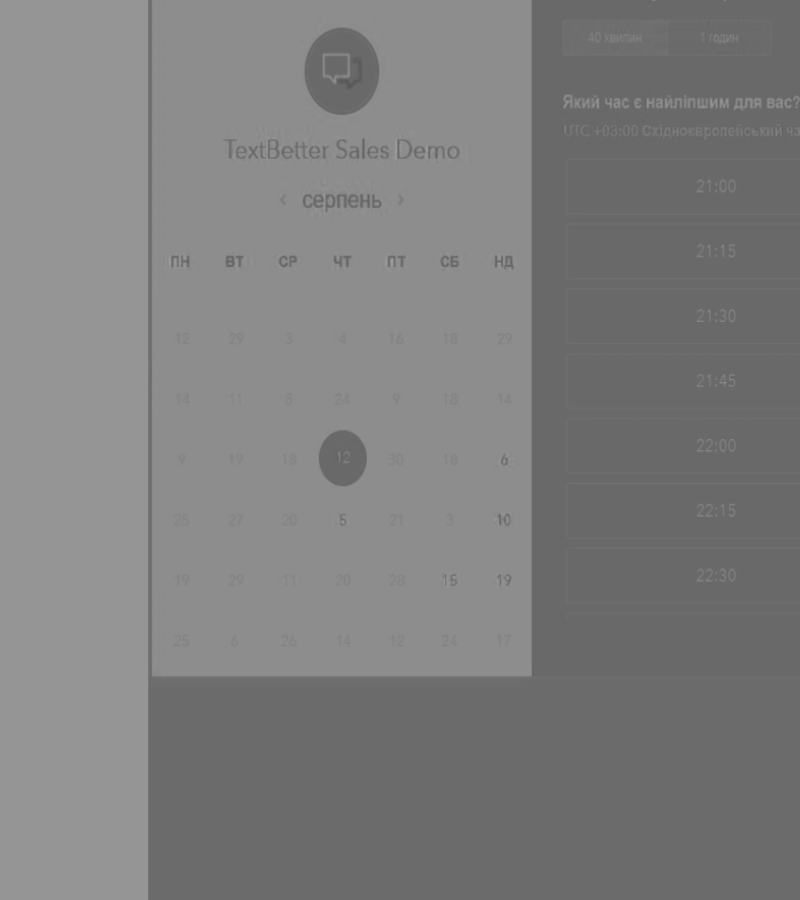 TextBetter Sales Demo
‹ серпень ›
ПН ВТ СР ЧТ ПТ СБ НД
12 29 3 4 16 18 29
14 11 8 24 9 18 14
9 19 18 12 30 18 6
25 27 20 5 21 3 10
19 29 11 20 28 15 19
25 6 26 14 12 24 17
40 хвилин 1 годин
Який час є найліпшим для вас?
UTC +03:00 Східноєвропейський ча
21:00
21:15
21:30
21:45
22:00
22:15
22:30